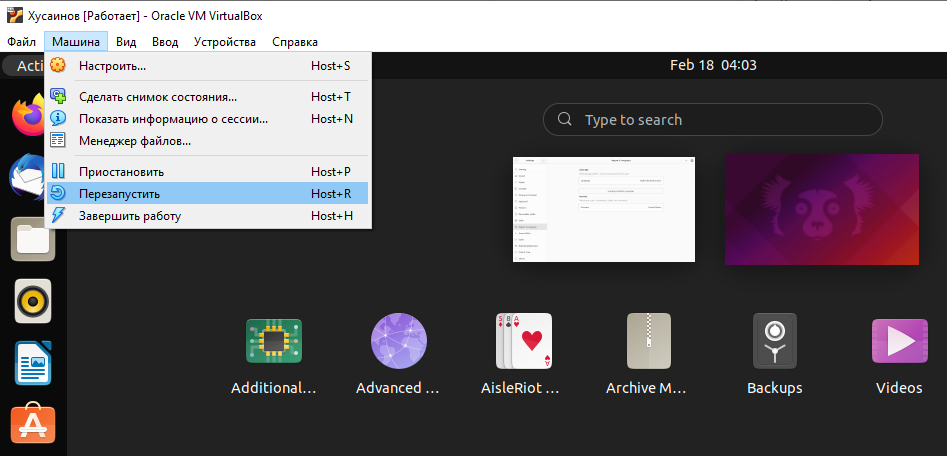 Хусаинов [Работает] - Oracle VM VirtualBox
Файл Машина Вид Ввод Устройства Справка
Acti
Feb 18 04:03
Настроить... Host+S
Сделать снимок состояния... Host+T
Показать информацию о сессии... Host+N
Менеджер файлов...
Приостановить Host+P
Перезапустить Host+R
Завершить работу Host+H
Type to search
Additional... Advanced ... AisleRiot ... Archive M... Backups Videos